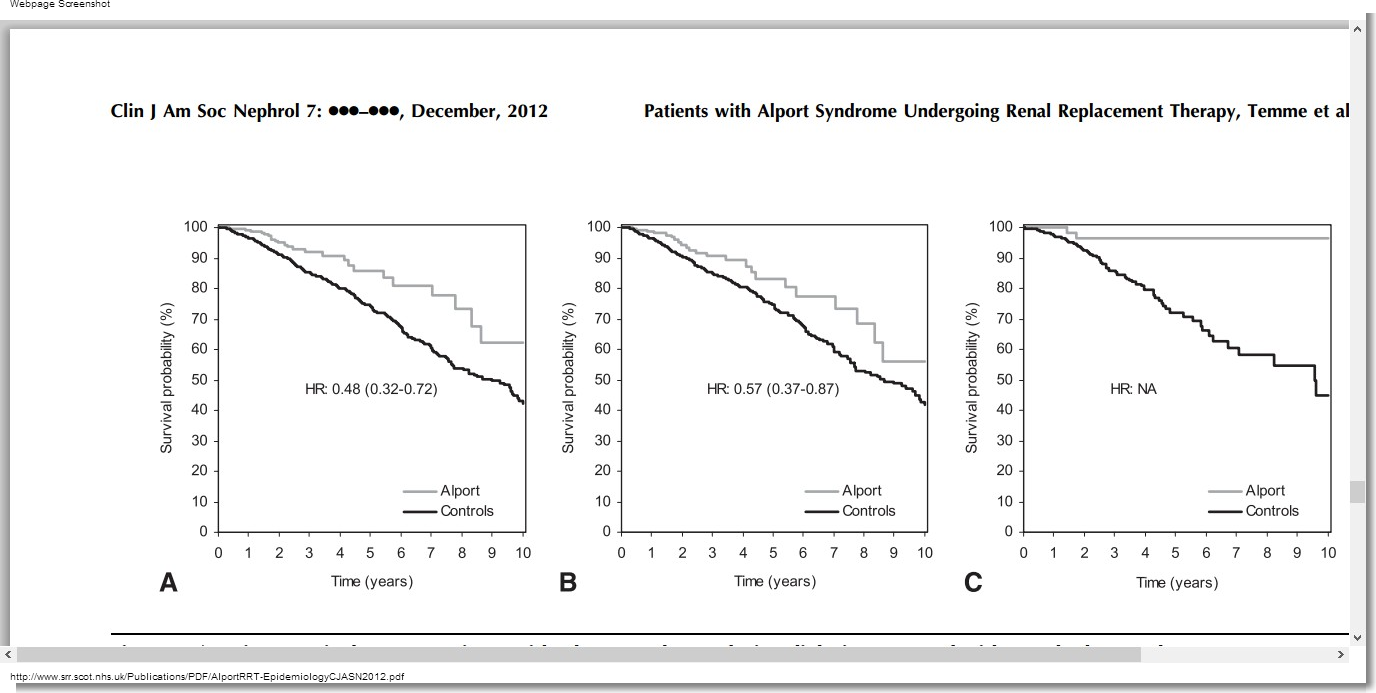 Webpage Screenshot
Clin J Am Soc Nephrol 7: ●●●–●●●, December, 2012
Patients with Alport Syndrome Undergoing Renal Replacement Therapy, Temme et al
100
90
80
70
60
50
40
30
20
10
0
Survival probability (%)
HR: 0.48 (0.32-0.72)
Alport
Controls
0 1 2 3 4 5 6 7 8 9 10
Time (years)
A
100
90
80
70
60
50
40
30
20
10
0
Survival probability (%)
HR: 0.57 (0.37-0.87)
Alport
Controls
0 1 2 3 4 5 6 7 8 9 10
Time (years)
B
100
90
80
70
60
50
40
30
20
10
0
Survival probability (%)
HR: NA
Alport
Controls
0 1 2 3 4 5 6 7 8 9 10
Time (years)
C
http://www.srr.scot.nhs.uk/Publications/PDF/AlportRRT-EpidemiologyCJASN2012.pdf